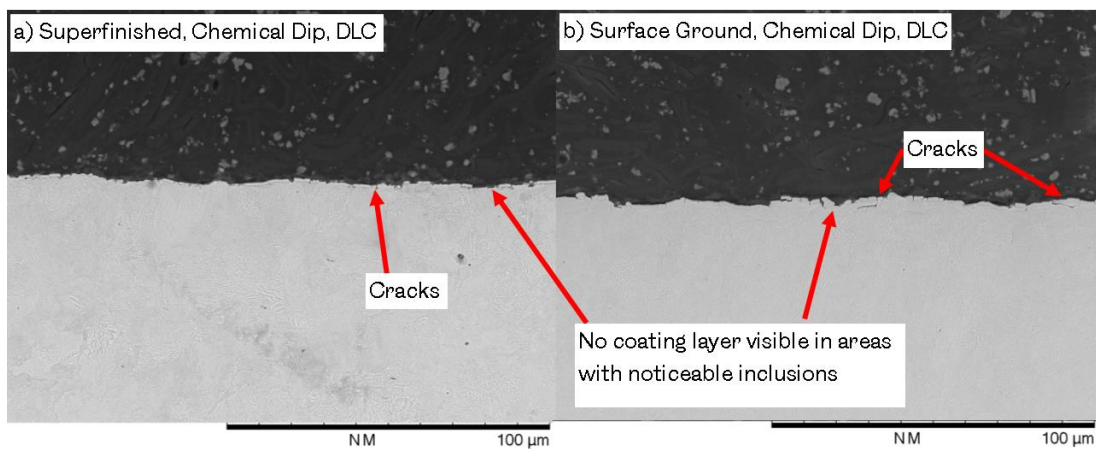 a) Superfinished, Chemical Dip, DLC
b) Surface Ground, Chemical Dip, DLC
Cracks
Cracks
No coating layer visible in areas
with noticeable inclusions
NM 100 μm
NM 100 μm